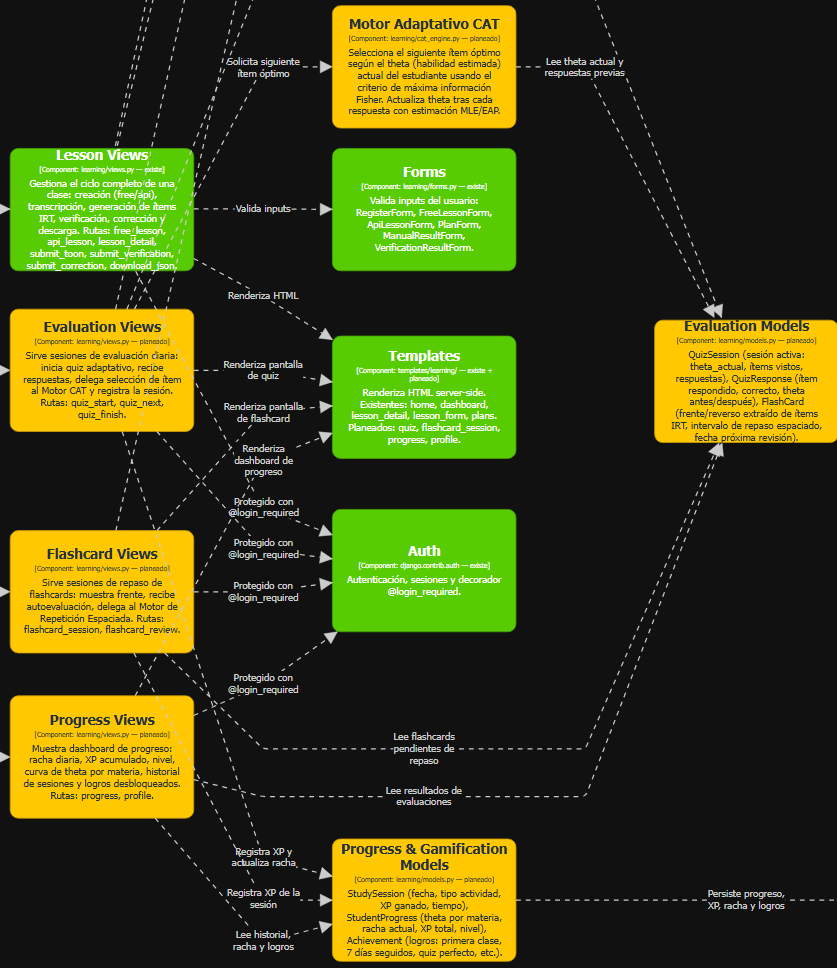 Motor Adaptativo CAT
[Component: learning/cat_engine.py — planeado]
Selecciona el siguiente ítem óptimo
según el theta (habilidad estimada)
actual del estudiante usando el
criterio de máxima información
Fisher. Actualiza theta tras cada
respuesta con estimación MLE/EAP.
Solicita siguiente
ítem óptimo
Lee theta actual y
respuestas previas
Lesson Views
[Component: learning/views.py — existe]
Gestiona el ciclo completo de una
clase: creación (free/api),
transcripción, generación de ítems
IRT, verificación, corrección y
descarga. Rutas: free_lesson,
api_lesson, lesson_detail,
submit_toon, submit_verification,
submit_correction, download_json.
Valida inputs
Forms
[Component: learning/forms.py — existe]
Valida inputs del usuario:
RegisterForm, FreeLessonForm,
ApiLessonForm, PlanForm,
ManualResultForm,
VerificationResultForm.
Renderiza HTML
Evaluation Views
[Component: learning/views.py — planeado]
Sirve sesiones de evaluación diaria:
inicia quiz adaptativo, recibe
respuestas, delega selección de ítem
al Motor CAT y registra la sesión.
Rutas: quiz_start, quiz_next,
quiz_finish.
Renderiza pantalla
de quiz
Renderiza pantalla
de flashcard
Renderiza
dashboard de
progreso
Templates
[Component: templates/learning/ — existe +
planeado]
Renderiza HTML server-side.
Existentes: home, dashboard,
lesson_detail, lesson_form, plans.
Planeados: quiz, flashcard_session,
progress, profile.
Evaluation Models
[Component: learning/models.py — planeado]
QuizSession (sesión activa:
theta_actual, ítems vistos,
respuestas), QuizResponse (ítem
respondido, correcto, theta
antes/después), FlashCard
(frente/reverso extraído de ítems
IRT, intervalo de repaso espaciado,
fecha próxima revisión).
Protegido con
@login_required
Protegido con
@login_required
Protegido con
@login_required
Auth
[Component: django.contrib.auth — existe]
Autenticación, sesiones y decorador
@login_required.
Flashcard Views
[Component: learning/views.py — planeado]
Sirve sesiones de repaso de
flashcards: muestra frente, recibe
autoevaluación, delega al Motor de
Repetición Espaciada. Rutas:
flashcard_session, flashcard_review.
Protegido con
@login_required
Progress Views
[Component: learning/views.py — planeado]
Muestra dashboard de progreso:
racha diaria, XP acumulado, nivel,
curva de theta por materia, historial
de sesiones y logros desbloqueados.
Rutas: progress, profile.
Lee flashcards
pendientes de
repaso
Lee resultados de
evaluaciones
Registra XP y
actualiza racha
Registra XP de la
sesión
Lee historial,
racha y logros
Progress & Gamification
Models
[Component: learning/models.py — planeado]
StudySession (fecha, tipo actividad,
XP ganado, tiempo),
StudentProgress (theta por materia,
racha actual, XP total, nivel),
Achievement (logros: primera clase,
7 días seguidos, quiz perfecto, etc.).
Persiste progreso,
XP, racha y logros